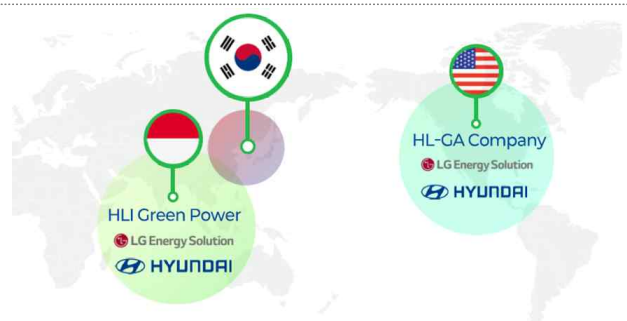 HL-GA Company
LG Energy Solution
HYUNDAI
HLI Green Power
LG Energy Solution
HYUNDAI